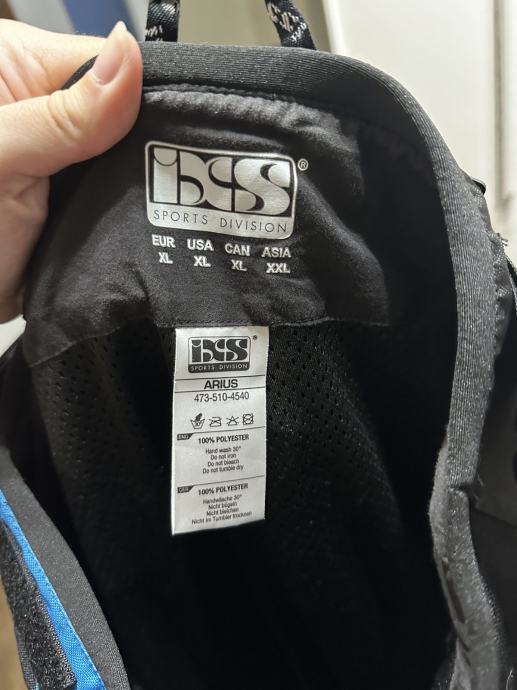 iXS®
SPORTS DIVISION
EUR USA CAN ASIA
XL XL XL XXL
iXS®
SPORTS DIVISION
ARIUS
473-510-4540
30°
ENG 100% POLYESTER
Hand wash 30°
Do not iron
Do not bleach
Do not tumble dry
GER 100% POLYESTER
Handwäsche 30°
Nicht bügeln
Nicht bleichen
Nicht im Tumbler trocknen